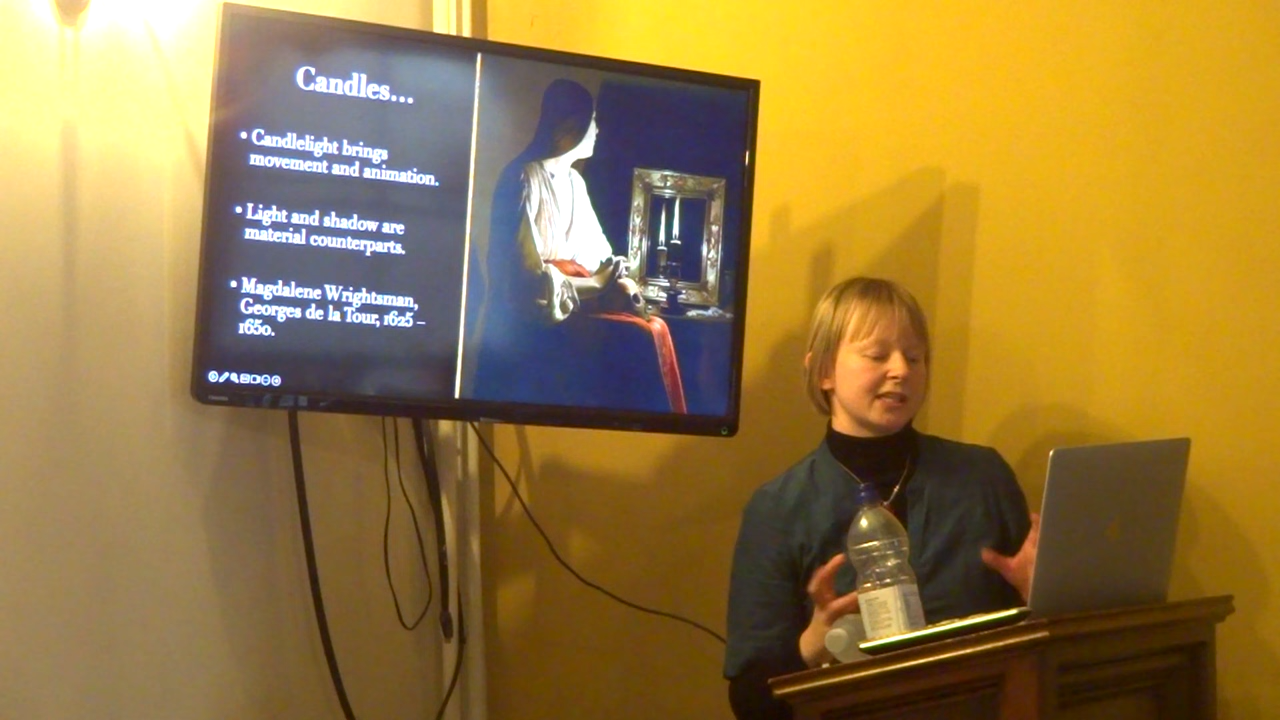 Candles...
• Candlelight brings
movement and animation.
• Light and shadow are
material counterparts.
• Magdalene Wrightsman,
Georges de la Tour, 1625 –
1650.